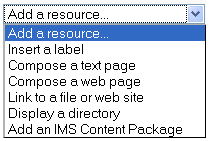 Add a resource...
Add a resource...
Insert a label
Compose a text page
Compose a web page
Link to a file or web site
Display a directory
Add an IMS Content Package